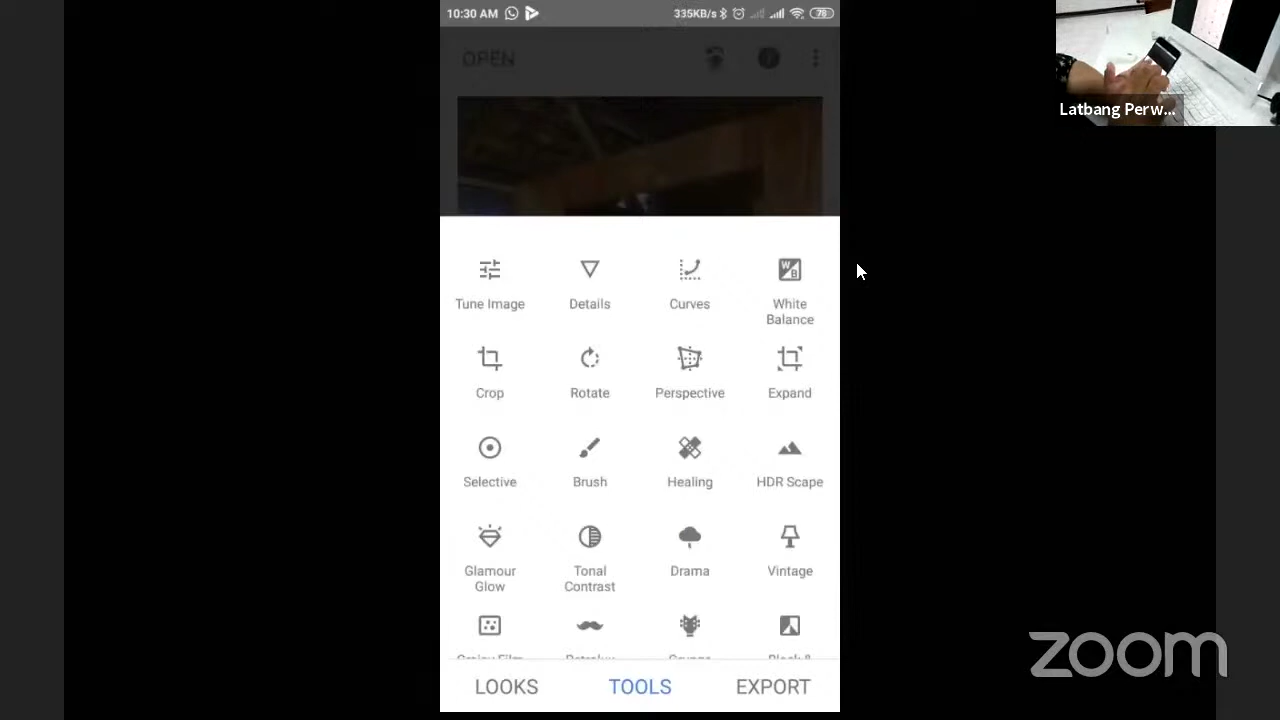 10:30 AM 335KB/s 78
OPEN
Latbang Perw...
Tune Image Details Curves White
Balance
Crop Rotate Perspective Expand
Selective Brush Healing HDR Scape
Glamour
Glow Tonal
Contrast Drama Vintage
LOOKS TOOLS EXPORT
zoom